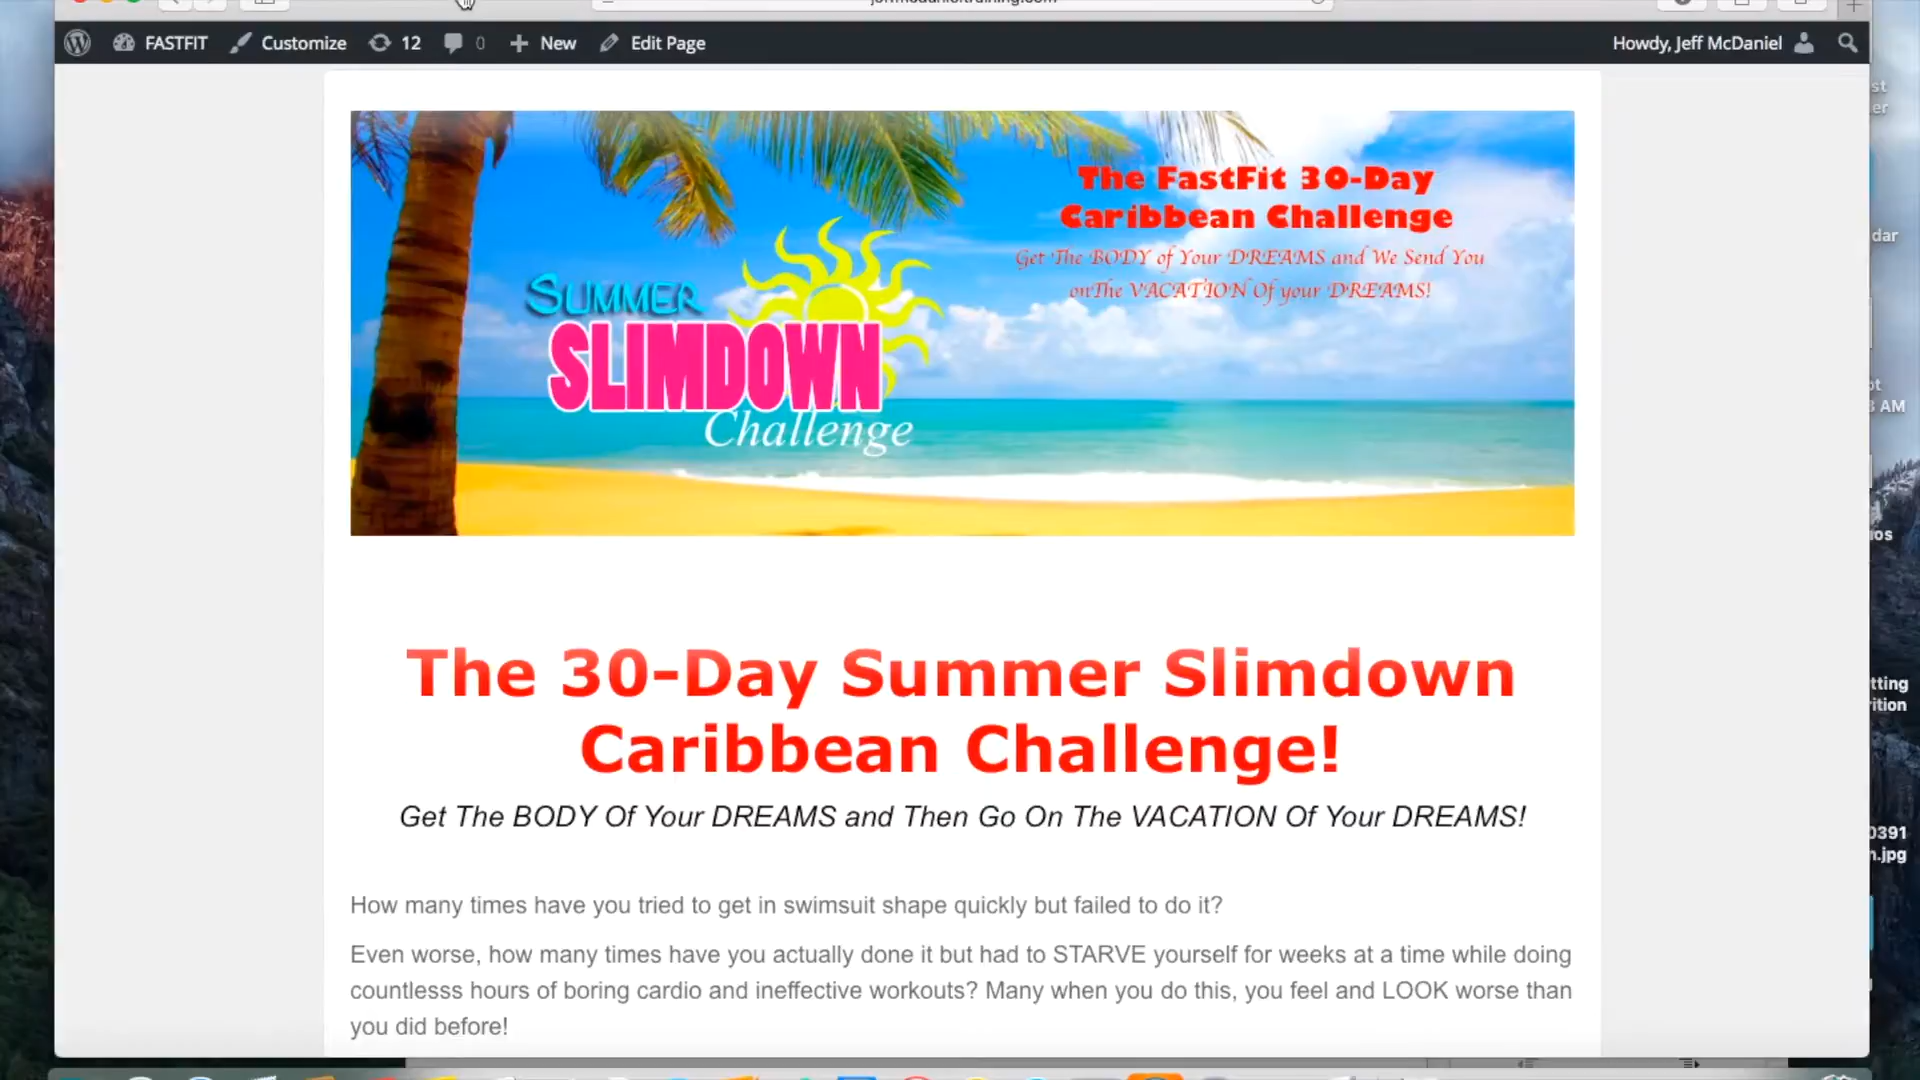 FASTFIT Customize 12 0 New Edit Page Howdy, Jeff McDaniel
The FastFit 30-Day
Caribbean Challenge
Get The BODY of Your DREAMS and We Send You
onThe VACATION Of your DREAMS!
SUMMER
SLIMDOWN
Challenge
The 30-Day Summer Slimdown
Caribbean Challenge!
Get The BODY Of Your DREAMS and Then Go On The VACATION Of Your DREAMS!
How many times have you tried to get in swimsuit shape quickly but failed to do it?
Even worse, how many times have you actually done it but had to STARVE yourself for weeks at a time while doing
countlesss hours of boring cardio and ineffective workouts? Many when you do this, you feel and LOOK worse than
you did before!
AM
0391
.jpg